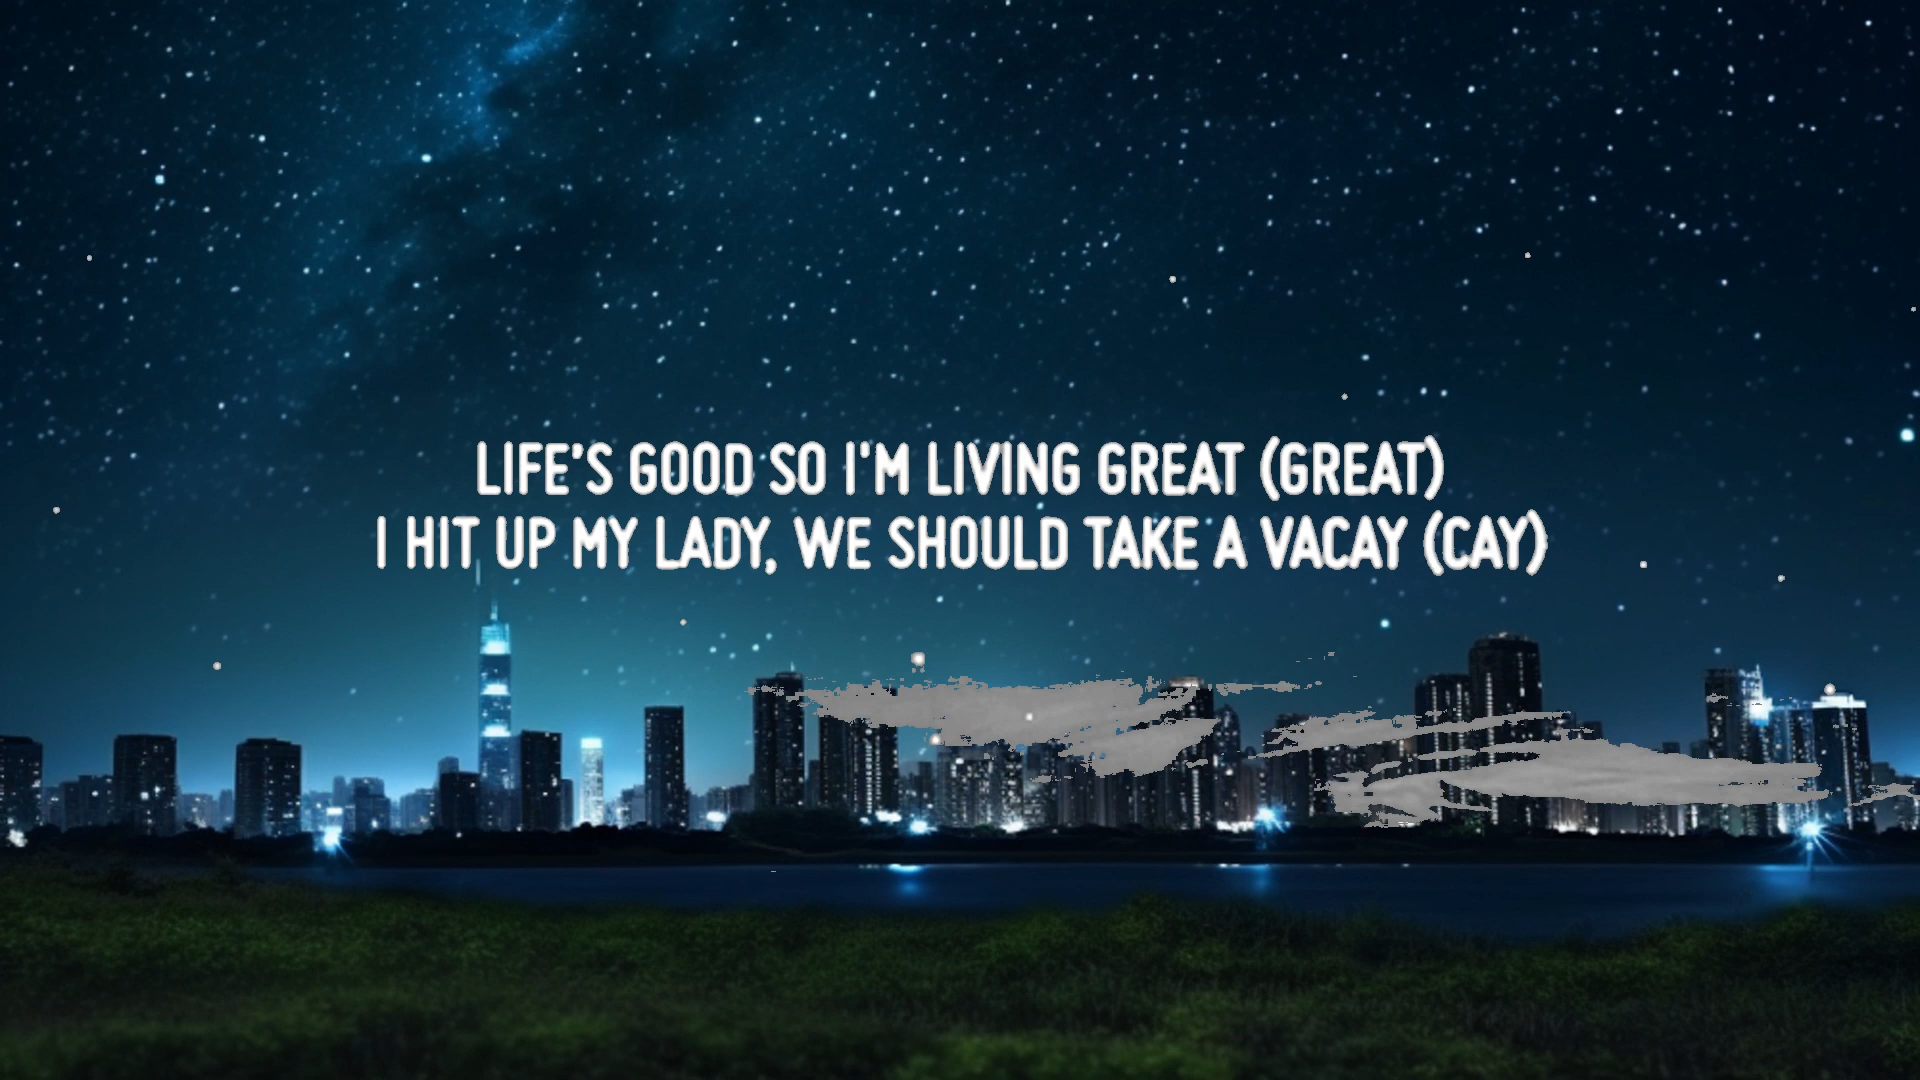 LIFE'S GOOD SO I'M LIVING GREAT (GREAT)
I HIT UP MY LADY, WE SHOULD TAKE A VACAY (CAY)